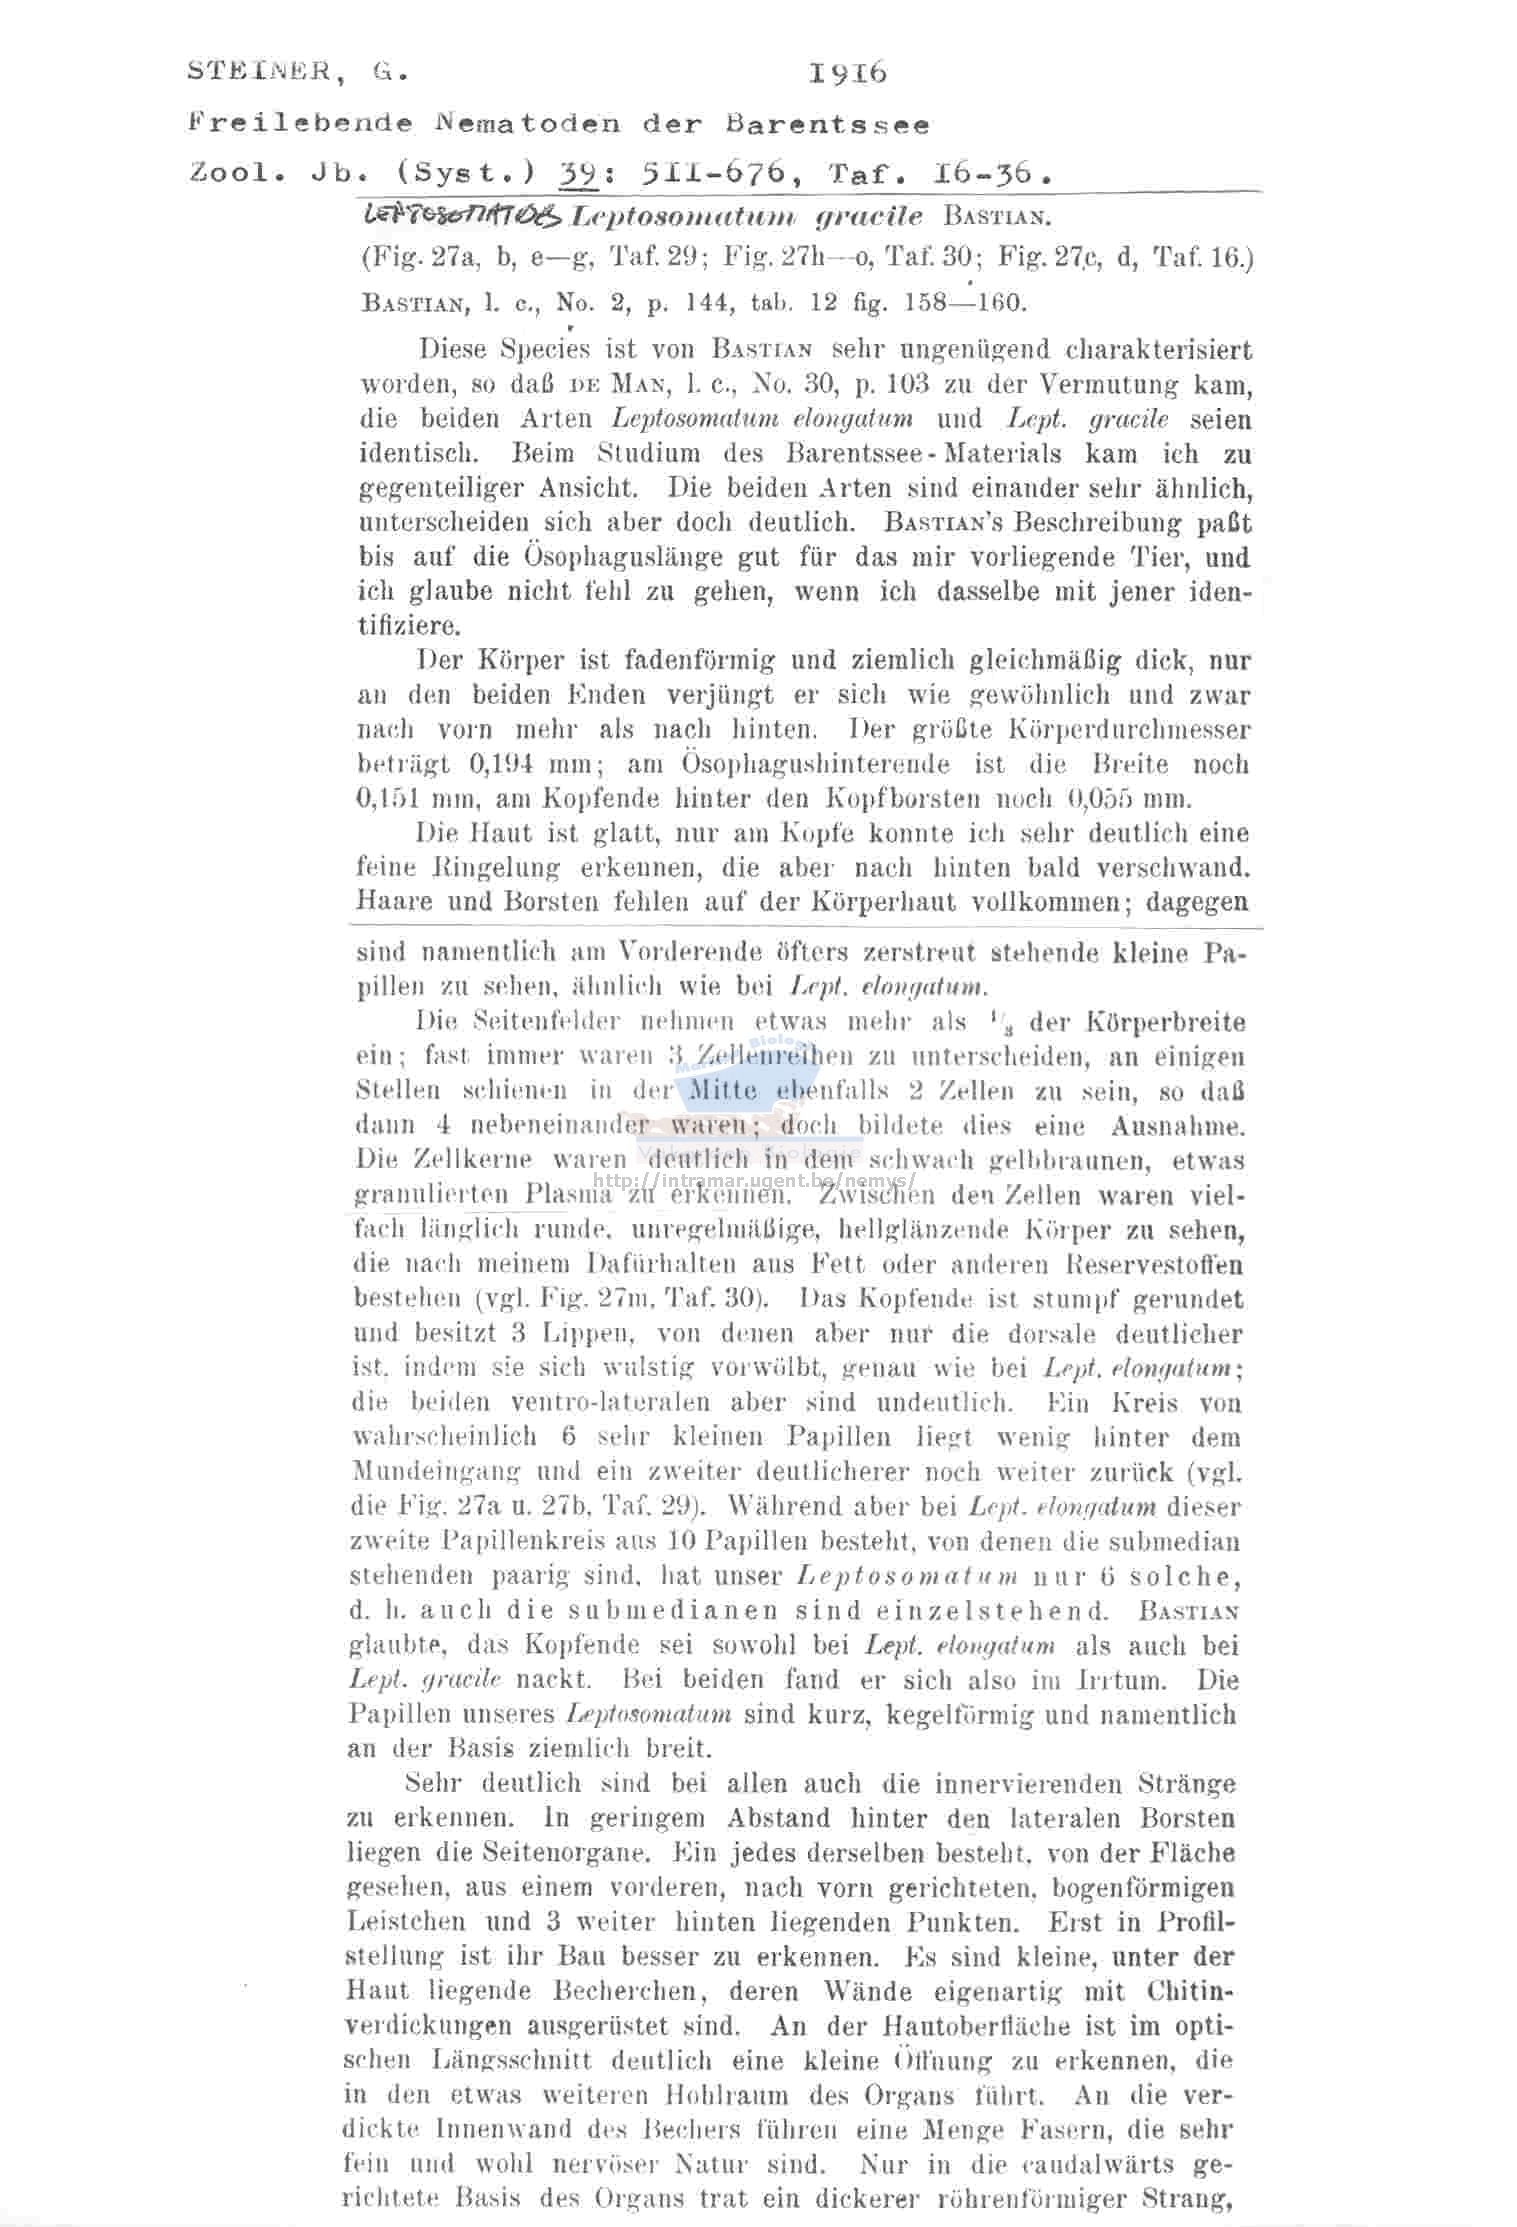 STEINER, G. 1916
Freilebende Nematoden der Barentssee
Zool. Jb. (Syst.) 39: 511-676, Taf. 16-36.
Leptosomatum gracile BASTIAN.
(Fig. 27a, b, e—g, Taf. 29; Fig. 27h—o, Taf. 30; Fig. 27c, d, Taf. 16.)
BASTIAN, l. c., No. 2, p. 144, tab. 12 fig. 158—160.
Diese Species ist von BASTIAN sehr ungenügend charakterisiert
worden, so daß DE MAN, l. c., No. 30, p. 103 zu der Vermutung kam,
die beiden Arten Leptosomatum elongatum und Lept. gracile seien
identisch. Beim Studium des Barentssee-Materials kam ich zu
gegenteiliger Ansicht. Die beiden Arten sind einander sehr ähnlich,
unterscheiden sich aber doch deutlich. BASTIAN's Beschreibung paßt
bis auf die Ösophaguslänge gut für das mir vorliegende Tier, und
ich glaube nicht fehl zu gehen, wenn ich dasselbe mit jener iden-
tifiziere.
Der Körper ist fadenförmig und ziemlich gleichmäßig dick, nur
an den beiden Enden verjüngt er sich wie gewöhnlich und zwar
nach vorn mehr als nach hinten. Der größte Körperdurchmesser
beträgt 0,194 mm; am Ösophagushinterende ist die Breite noch
0,151 mm, am Kopfende hinter den Kopfborsten noch 0,055 mm.
Die Haut ist glatt, nur am Kopfe konnte ich sehr deutlich eine
feine Ringelung erkennen, die aber nach hinten bald verschwand.
Haare und Borsten fehlen auf der Körperhaut vollkommen; dagegen
sind namentlich am Vorderende öfters zerstreut stehende kleine Pa-
pillen zu sehen, ähnlich wie bei Lept. elongatum.
Die Seitenfelder nehmen etwas mehr als 1/3 der Körperbreite
ein; fast immer waren 3 Zellenreihen zu unterscheiden, an einigen
Stellen schienen in der Mitte ebenfalls 2 Zellen zu sein, so daß
dann 4 nebeneinander waren; doch bildete dies eine Ausnahme.
Die Zellkerne waren deutlich in dem schwach gelbbraunen, etwas
http://intramar.ugent.be/nemys/
granulierten Plasma zu erkennen. Zwischen den Zellen waren viel-
fach länglich runde, unregelmäßige, hellglänzende Körper zu sehen,
die nach meinem Dafürhalten aus Fett oder anderen Reservestoffen
bestehen (vgl. Fig. 27m, Taf. 30). Das Kopfende ist stumpf gerundet
und besitzt 3 Lippen, von denen aber nur die dorsale deutlicher
ist, indem sie sich wulstig vorwölbt, genau wie bei Lept. elongatum;
die beiden ventro-lateralen aber sind undeutlich. Ein Kreis von
wahrscheinlich 6 sehr kleinen Papillen liegt wenig hinter dem
Mundeingang und ein zweiter deutlicherer noch weiter zurück (vgl.
die Fig. 27a u. 27b, Taf. 29). Während aber bei Lept. elongatum dieser
zweite Papillenkreis aus 10 Papillen besteht, von denen die submedian
stehenden paarig sind, hat unser Leptosomatum nur 6 solche,
d. h. auch die submedianen sind einzelstehend. BASTIAN
glaubte, das Kopfende sei sowohl bei Lept. elongatum als auch bei
Lept. gracile nackt. Bei beiden fand er sich also im Irrtum. Die
Papillen unseres Leptosomatum sind kurz, kegelförmig und namentlich
an der Basis ziemlich breit.
Sehr deutlich sind bei allen auch die innervierenden Stränge
zu erkennen. In geringem Abstand hinter den lateralen Borsten
liegen die Seitenorgane. Ein jedes derselben besteht, von der Fläche
gesehen, aus einem vorderen, nach vorn gerichteten, bogenförmigen
Leistchen und 3 weiter hinten liegenden Punkten. Erst in Profil-
stellung ist ihr Bau besser zu erkennen. Es sind kleine, unter der
Haut liegende Becherchen, deren Wände eigenartig mit Chitin-
verdickungen ausgerüstet sind. An der Hautoberfläche ist im opti-
schen Längsschnitt deutlich eine kleine Öffnung zu erkennen, die
in den etwas weiteren Hohlraum des Organs führt. An die ver-
dickte Innenwand des Bechers führen eine Menge Fasern, die sehr
fein und wohl nervöser Natur sind. Nur in die caudalwärts ge-
richtete Basis des Organs trat ein dickerer röhrenförmiger Strang,